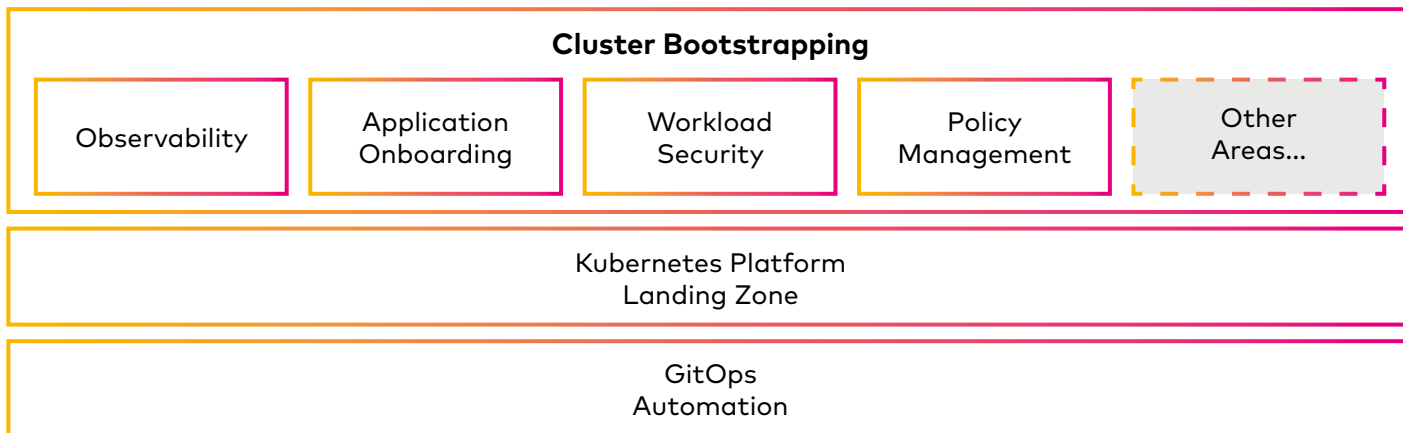 Cluster Bootstrapping
Observability
Application
Onboarding
Workload
Security
Policy
Management
Other
Areas...
Kubernetes Platform
Landing Zone
GitOps
Automation